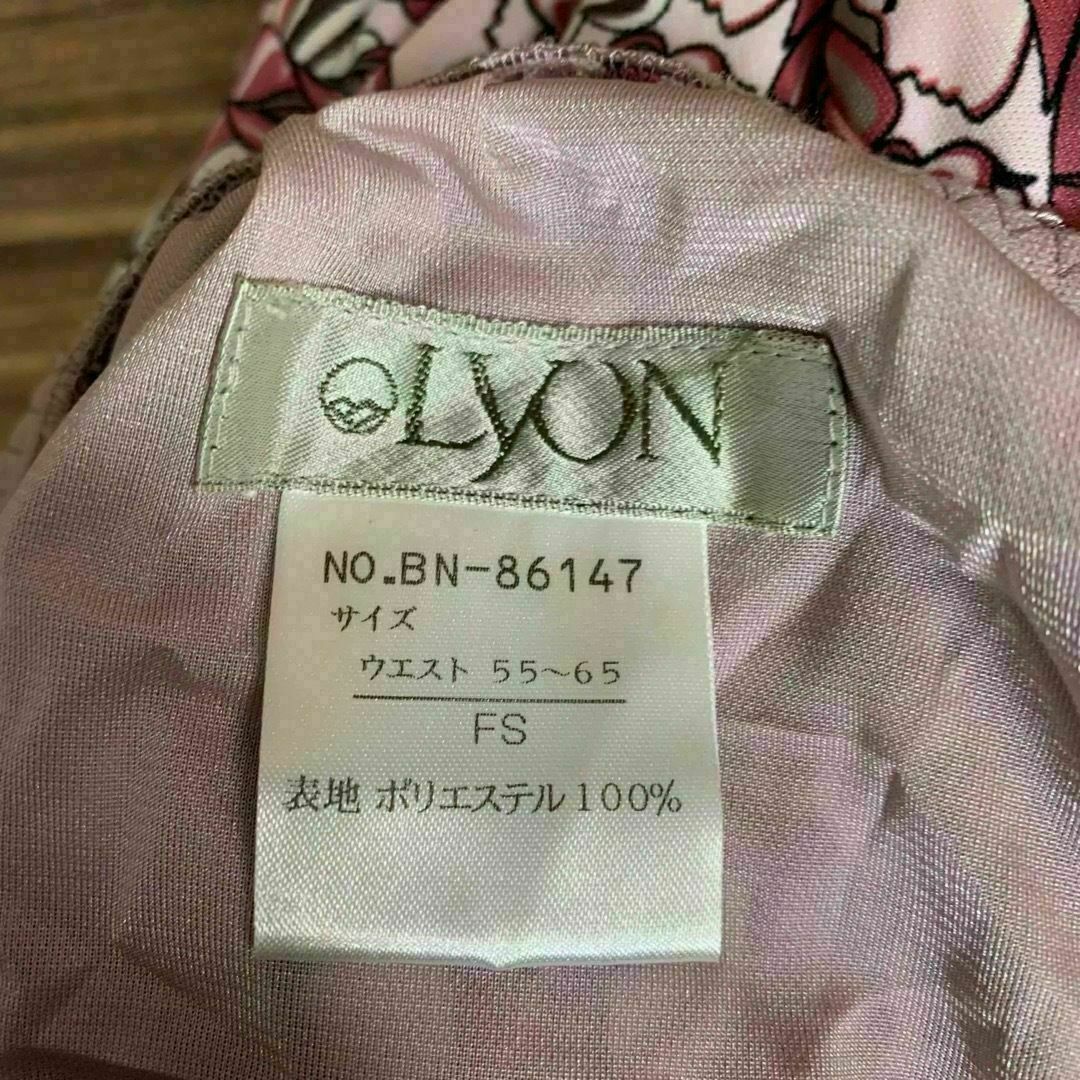 LyON
NO.BN-86147
サイズ
ウエスト 55~65
FS
表地 ポリエステル100%